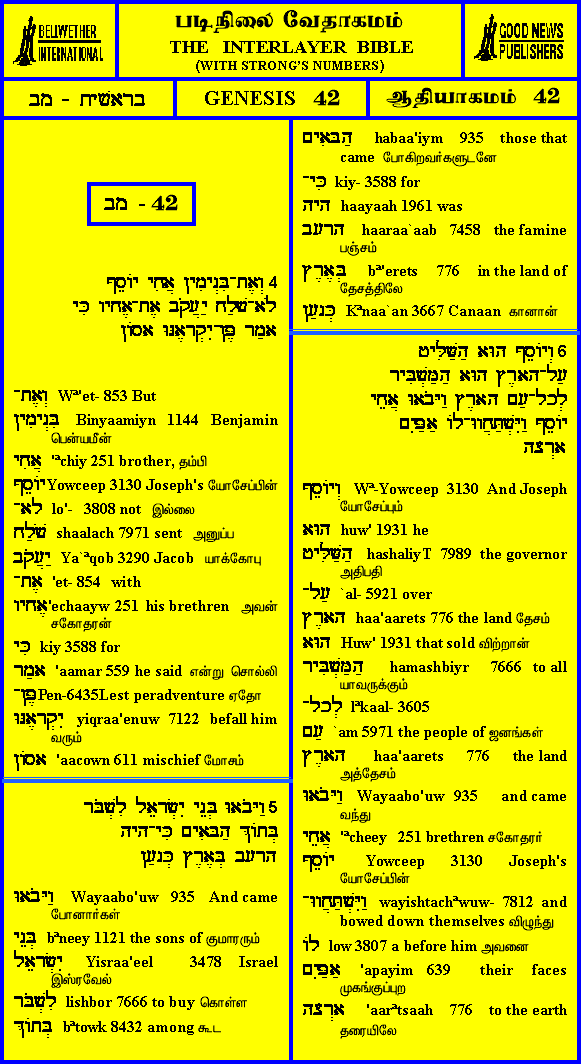 BELLWETHER
INTERNATIONAL
படிநிலை வேதாகமம்
THE INTERLAYER BIBLE
(WITH STRONG'S NUMBERS)
GOOD NEWS
PUBLISHERS
בראשית - מב
GENESIS 42
ஆதியாகமம் 42
42 - מב
4 וְאֶת־בִּנְיָמִין אֲחִי יוֹסֵף
לֹא־שָׁלַח יַעֲקֹב אֶת־אֶחָיו כִּי
אָמַר פֶּן־יִקְרָאֶנּוּ אָסוֹן
וְאֶת־ Wª'et- 853 But
בִּנְיָמִין Binyaamiyn 1144 Benjamin
பென்யமீன்
אֲחִי 'ªchiy 251 brother, தம்பி
יוֹסֵף Yowceep 3130 Joseph's யோசேப்பின்
לֹא־ lo'- 3808 not இல்லை
שָׁלַח shaalach 7971 sent அனுப்ப
יַעֲקֹב Ya`ªqob 3290 Jacob யாக்கோபு
אֶת־ 'et- 854 with
אֶחָיו 'echaayw 251 his brethren அவன்
சகோதரன்
כִּי kiy 3588 for
אָמַר 'aamar 559 he said என்று சொல்லி
פֶּן־ Pen-6435Lest peradventure ஏதோ
יִקְרָאֶנּוּ yiqraa'enuw 7122 befall him
வரும்
אָסוֹן 'aacown 611 mischief மோசம்
5 וַיָּבֹאוּ בְּנֵי יִשְׂרָאֵל לִשְׁבֹּר
בְּתוֹךְ הַבָּאִים כִּי־הָיָה
הָרָעָב בְּאֶרֶץ כְּנָעַן
וַיָּבֹאוּ Wayaabo'uw 935 And came
போனார்கள்
בְּנֵי bªneey 1121 the sons of குமாரரும்
יִשְׂרָאֵל Yisraa'eel 3478 Israel
இஸ்ரவேல்
לִשְׁבֹּר lishbor 7666 to buy கொள்ள
בְּתוֹךְ bªtowk 8432 among கூட
הַבָּאִים habaa'iym 935 those that
came போகிறவர்களுடனே
כִּי־ kiy- 3588 for
הָיָה haayaah 1961 was
הָרָעָב haaraa`aab 7458 the famine
பஞ்சம்
בְּאֶרֶץ bª'erets 776 in the land of
தேசத்திலே
כְּנָעַן Kªnaa`an 3667 Canaan கானான்
6 וְיוֹסֵף הוּא הַשַּׁלִּיט
עַל־הָאָרֶץ הוּא הַמַּשְׁבִּיר
לְכָל־עַם הָאָרֶץ וַיָּבֹאוּ אֲחֵי
יוֹסֵף וַיִּשְׁתַּחֲווּ־לוֹ אַפַּיִם
אָרְצָה
וְיוֹסֵף Wª-Yowceep 3130 And Joseph
யோசேப்பும்
הוּא huw' 1931 he
הַשַּׁלִּיט hashaliyT 7989 the governor
அதிபதி
עַל־ `al- 5921 over
הָאָרֶץ haa'aarets 776 the land தேசம்
הוּא Huw' 1931 that sold விற்றான்
הַמַּשְׁבִּיר hamashbiyr 7666 to all
யாவருக்கும்
לְכָל־ lªkaal- 3605
עַם `am 5971 the people of ஜனங்கள்
הָאָרֶץ haa'aarets 776 the land
அத்தேசம்
וַיָּבֹאוּ Wayaabo'uw 935 and came
வந்து
אֲחֵי 'ªcheey 251 brethren சகோதரர்
יוֹסֵף Yowceep 3130 Joseph's
யோசேப்பின்
וַיִּשְׁתַּחֲווּ־ wayishtachªwuw- 7812 and
bowed down themselves விழுந்து
לוֹ low 3807 a before him அவனை
אַפַּיִם 'apayim 639 their faces
முகங்குப்புற
אָרְצָה 'aarªtsaah 776 to the earth
தரையிலே